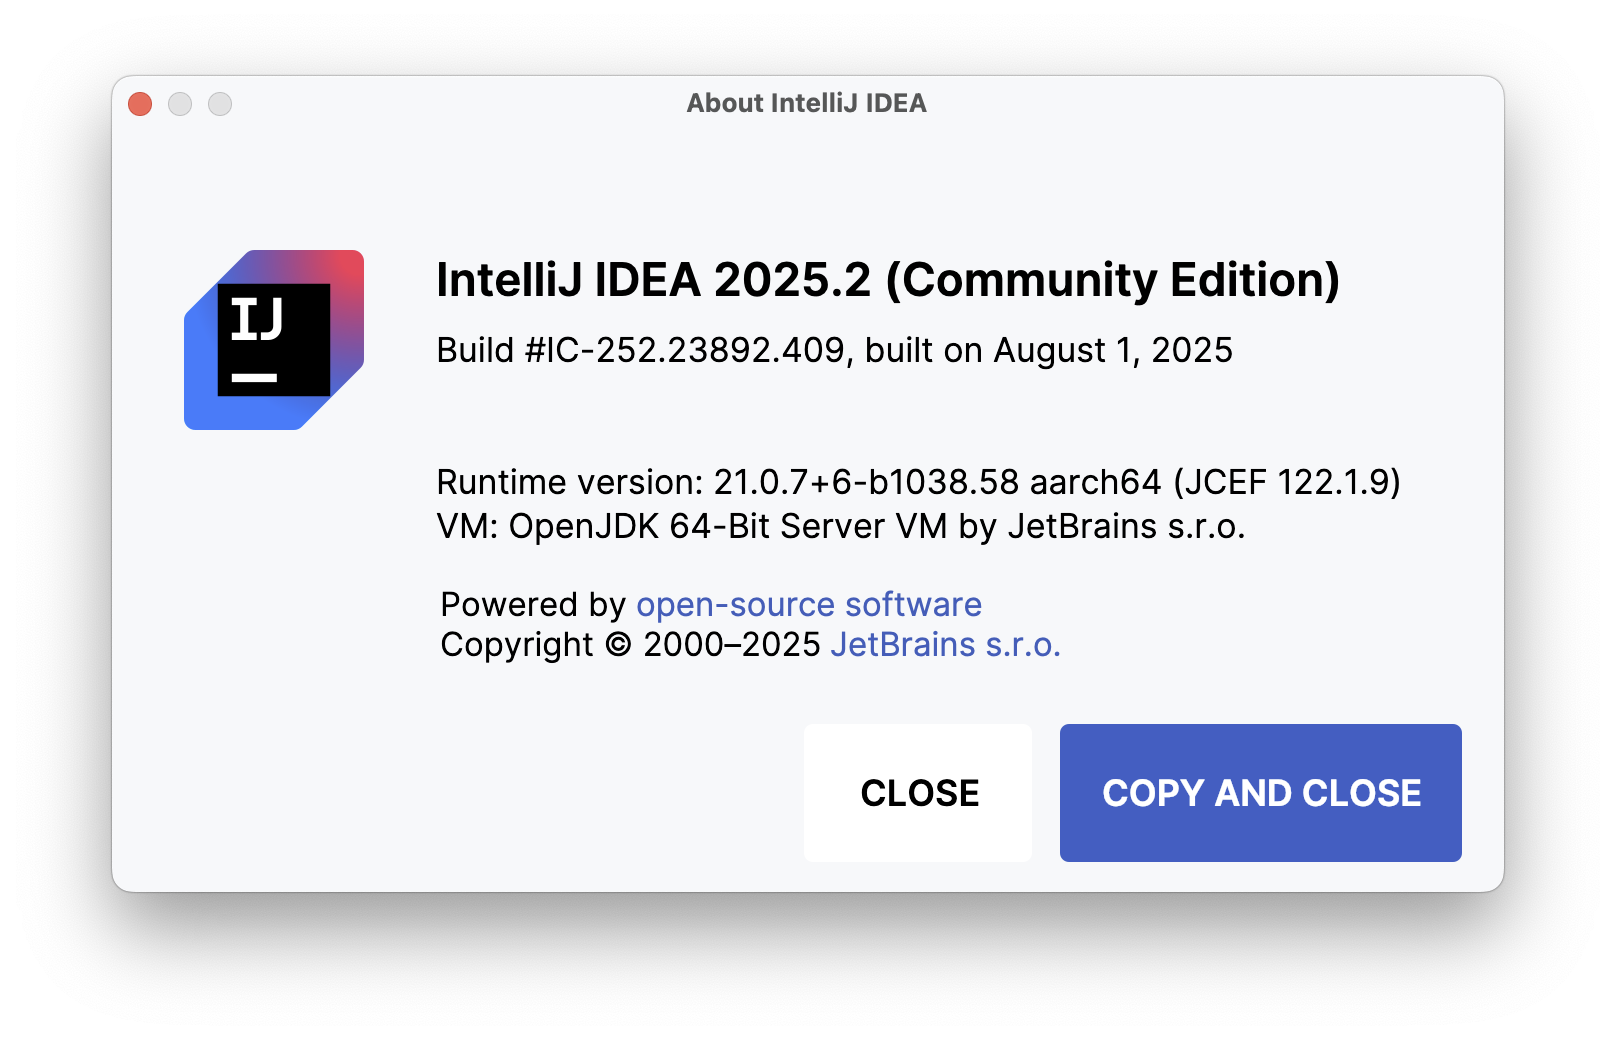 About IntelliJ IDEA
IJ
IntelliJ IDEA 2025.2 (Community Edition)
Build #IC-252.23892.409, built on August 1, 2025
Runtime version: 21.0.7+6-b1038.58 aarch64 (JCEF 122.1.9)
VM: OpenJDK 64-Bit Server VM by JetBrains s.r.o.
Powered by open-source software
Copyright © 2000–2025 JetBrains s.r.o.
CLOSE
COPY AND CLOSE